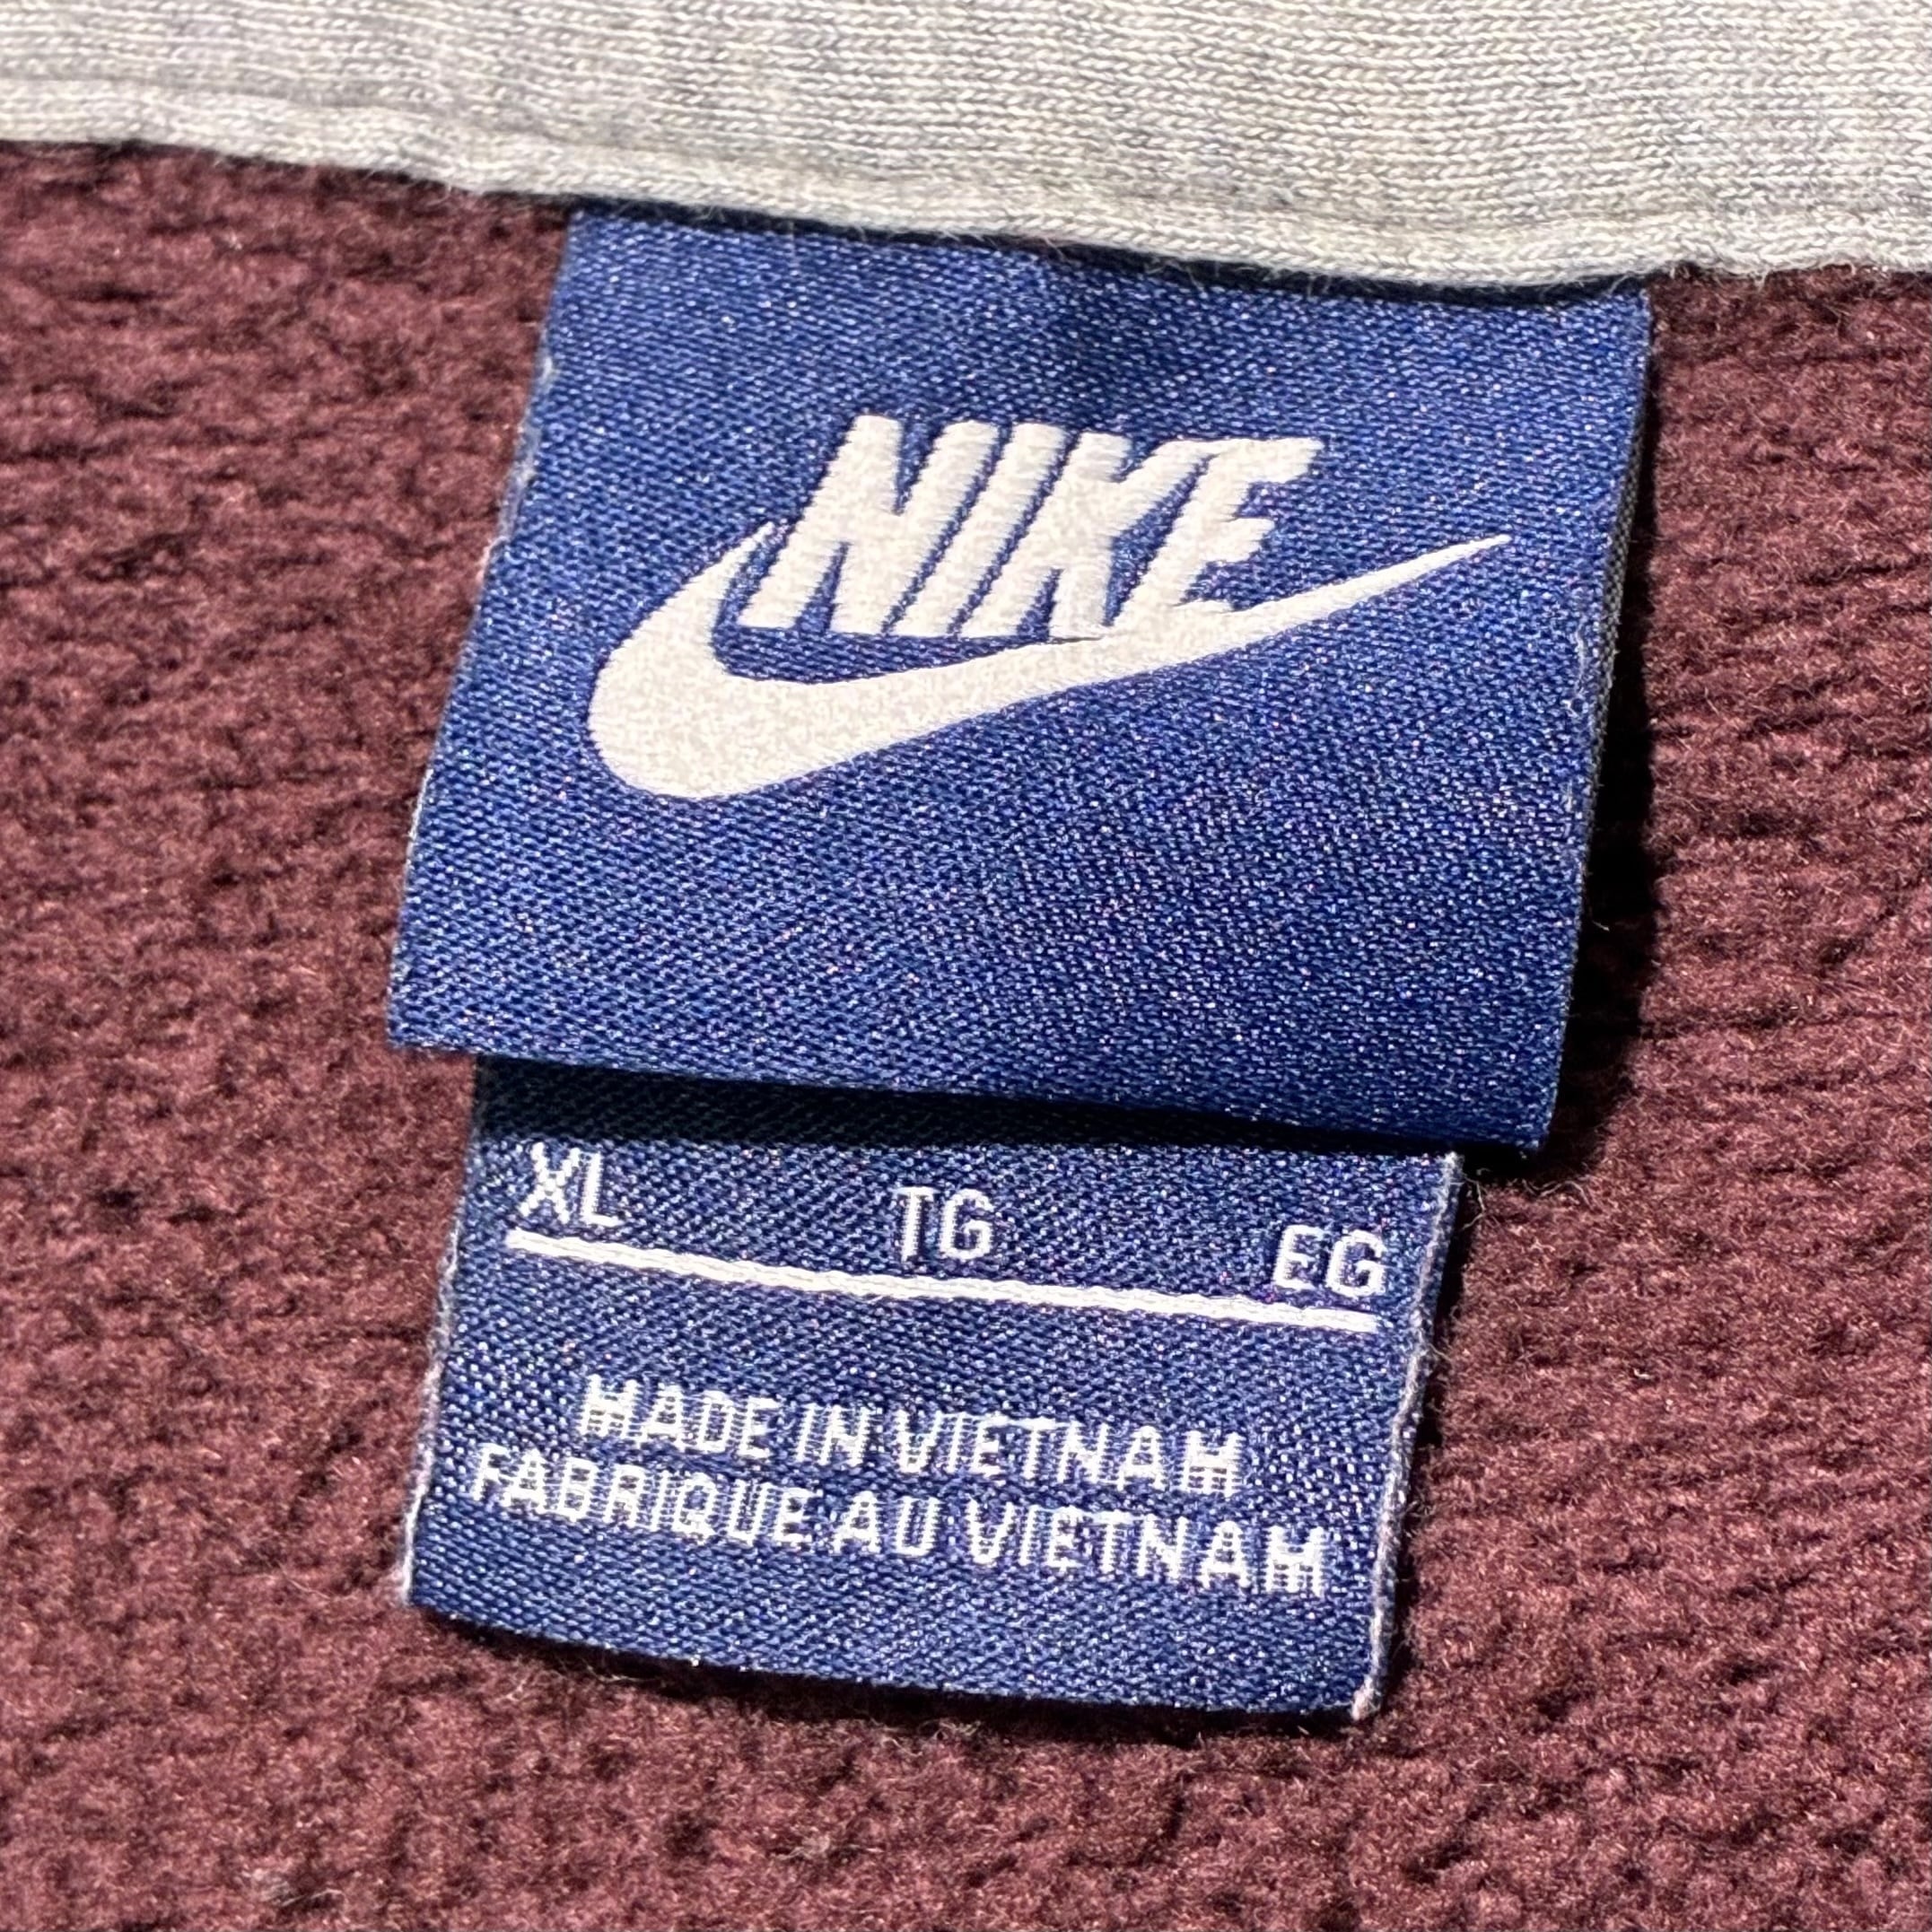 NIKE
XL TG EG
MADE IN VIETNAM
FABRIQUE AU VIETNAM